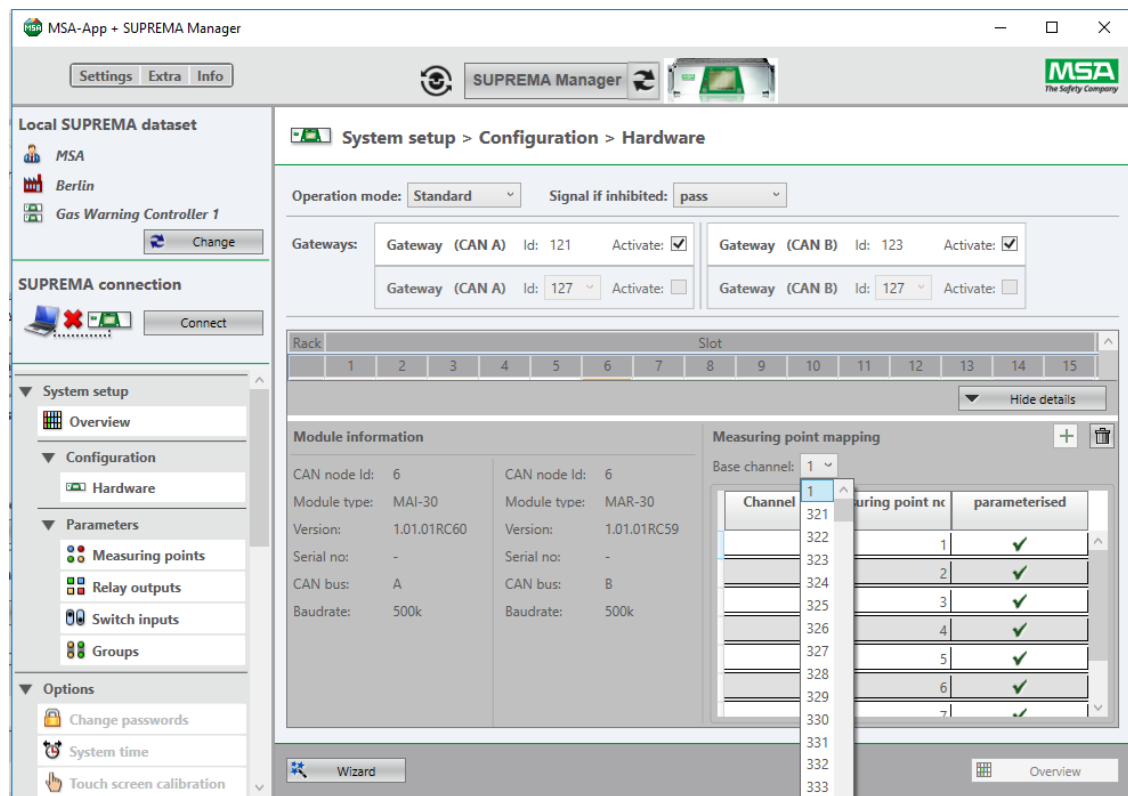 MSA-App + SUPREMA Manager
Settings Extra Info
SUPREMA Manager
MSA
The Safety Company
Local SUPREMA dataset
MSA
Berlin
Gas Warning Controller 1
Change
SUPREMA connection
Connect
System setup
Overview
Configuration
Hardware
Parameters
Measuring points
Relay outputs
Switch inputs
Groups
Options
Change passwords
System time
Touch screen calibration
System setup > Configuration > Hardware
Operation mode: Standard Signal if inhibited: pass
Gateways: Gateway (CAN A) Id: 121 Activate: Gateway (CAN B) Id: 123 Activate:
Gateway (CAN A) Id: 127 Activate: Gateway (CAN B) Id: 127 Activate:
Rack Slot
1 2 3 4 5 6 7 8 9 10 11 12 13 14 15
Hide details
Module information
CAN node Id: 6 CAN node Id: 6
Module type: MAI-30 Module type: MAR-30
Version: 1.01.01RC60 Version: 1.01.01RC59
Serial no: - Serial no: -
CAN bus: A CAN bus: B
Baudrate: 500k Baudrate: 500k
Measuring point mapping
Base channel: 1
Channel suring point nc parameterised
1
2
3
4
5
6
7
1
321
322
323
324
325
326
327
328
329
330
331
332
333
Wizard
Overview